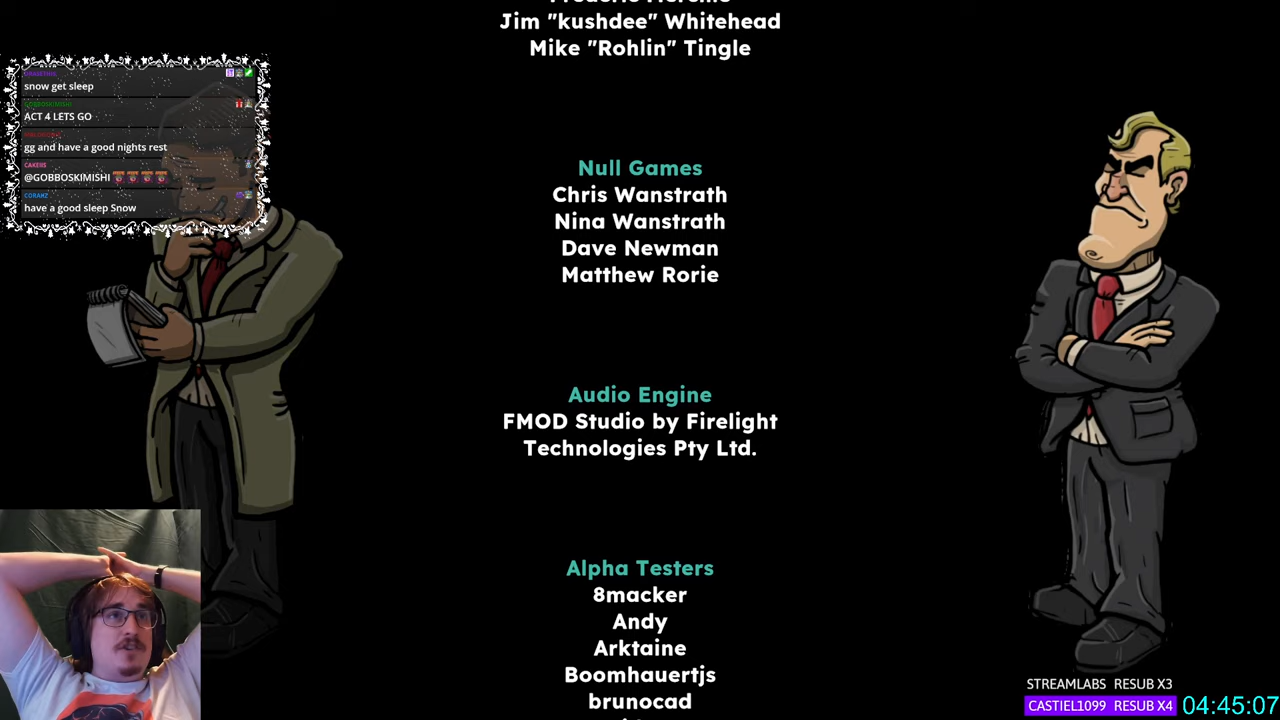 Jim "kushdee" Whitehead
Mike "Rohlin" Tingle
snow get sleep
GOBBOSKIMISHI
ACT 4 LETS GO
gg and have a good nights rest
CAKERS
@GOBBOSKIMISHI
CORAXZ
have a good sleep Snow
Null Games
Chris Wanstrath
Nina Wanstrath
Dave Newman
Matthew Rorie
Audio Engine
FMOD Studio by Firelight
Technologies Pty Ltd.
Alpha Testers
8macker
Andy
Arktaine
Boomhauertjs
brunocad
STREAMLABS RESUB X3
CASTIEL1099 RESUB X4
04:45:07